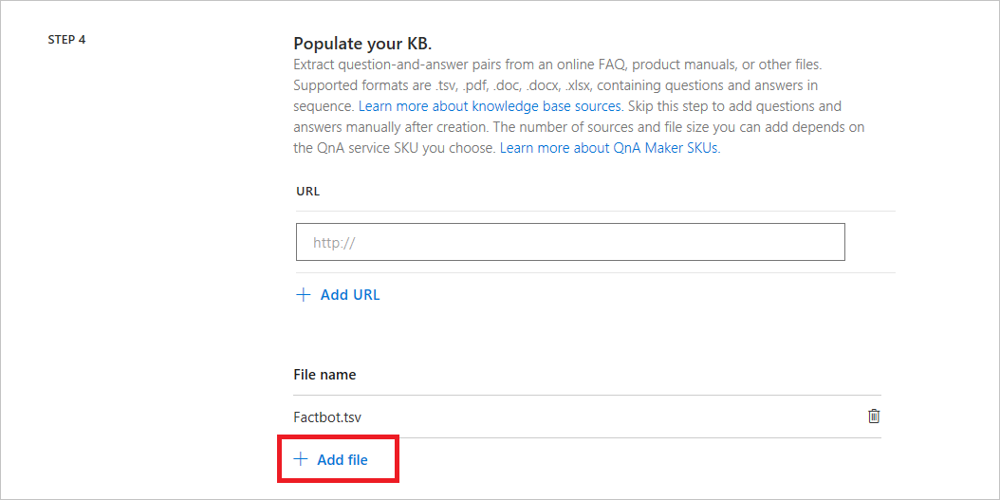 STEP 4
Populate your KB.
Extract question-and-answer pairs from an online FAQ, product manuals, or other files.
Supported formats are .tsv, .pdf, .doc, .docx, .xlsx, containing questions and answers in
sequence. Learn more about knowledge base sources. Skip this step to add questions and
answers manually after creation. The number of sources and file size you can add depends on
the QnA service SKU you choose. Learn more about QnA Maker SKUs.
URL
http://
+ Add URL
File name
Factbot.tsv
+ Add file